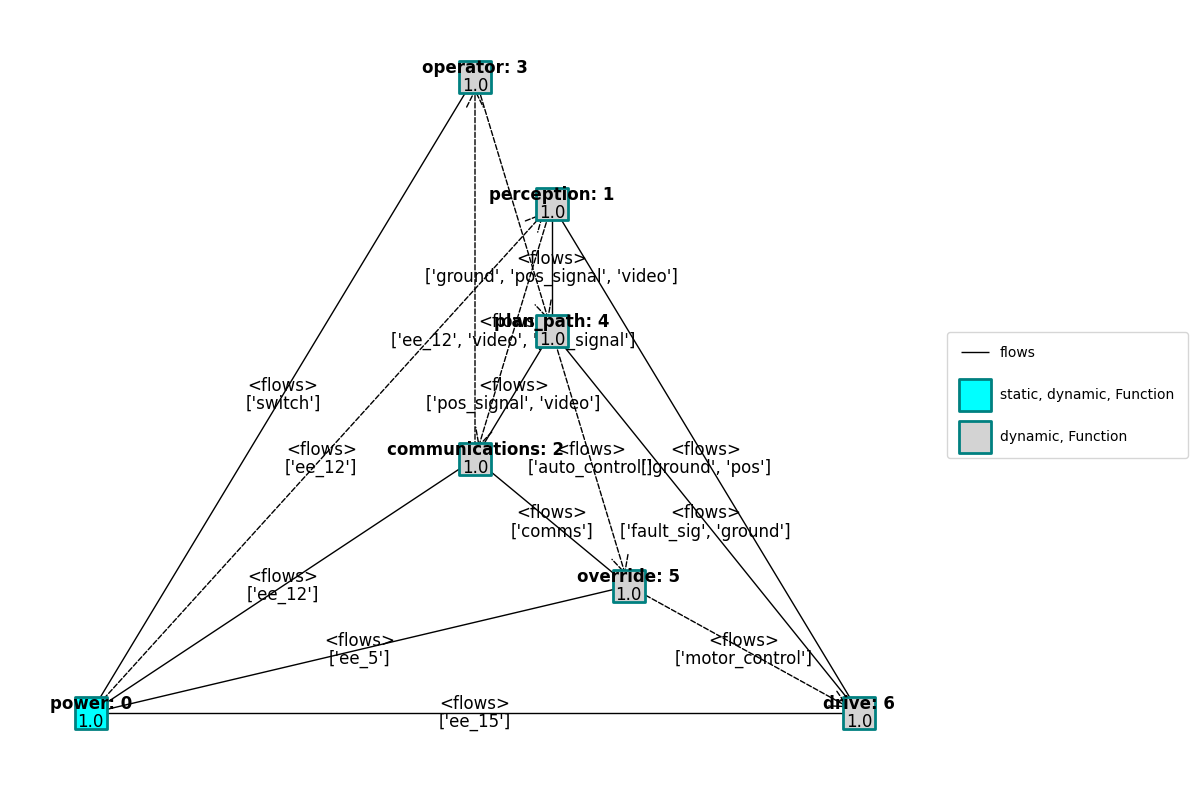 operator: 3
1.0
perception: 1
1.0
<flows>
['ground', 'pos_signal', 'video']
plan_path: 4
1.0
['ee_12', 'video',
<flows>
['switch']
<flows>
['pos_signal', 'video']
communications: 2
1.0
<flows>
['ee_12']
<flows>
['auto_control']
<flows>
['ground', 'pos']
<flows>
['comms']
<flows>
['fault_sig', 'ground']
override: 5
1.0
<flows>
['ee_12']
<flows>
['ee_5']
<flows>
['motor_control']
power: 0
1.0
<flows>
['ee_15']
drive: 6
1.0
flows
static, dynamic, Function
dynamic, Function